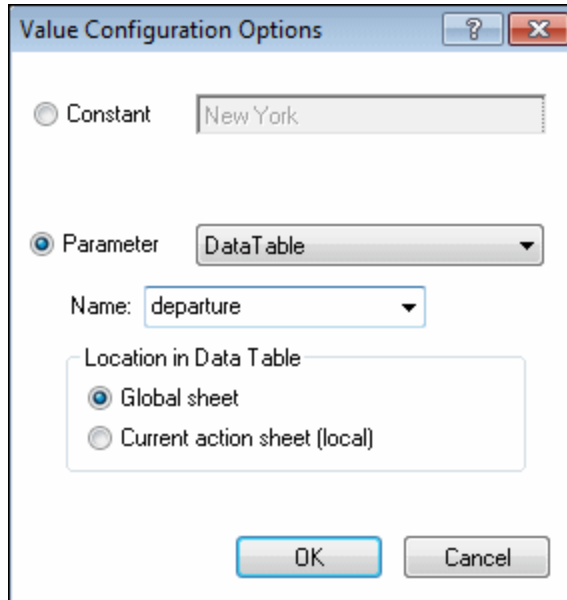 Value Configuration Options
?
Constant New York
Parameter DataTable
Name: departure
Location in Data Table
Global sheet
Current action sheet (local)
OK Cancel